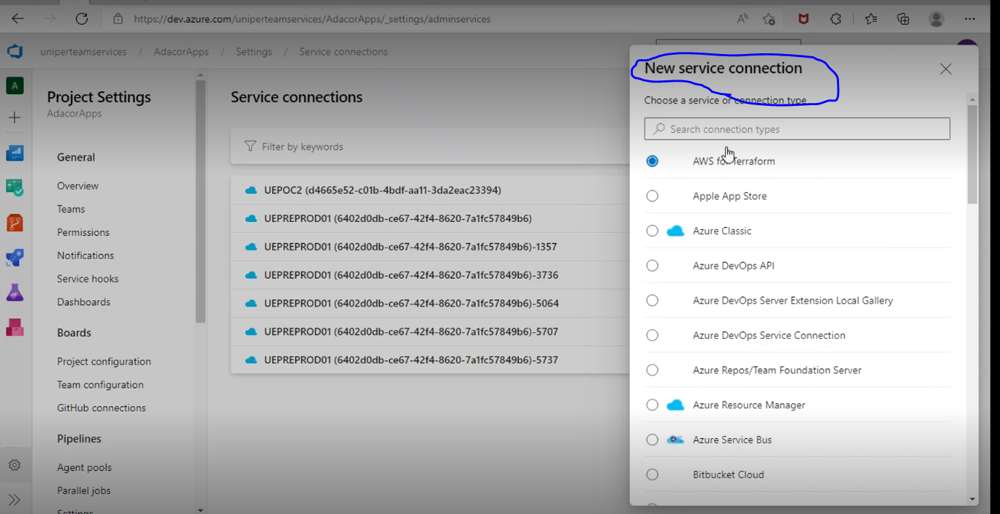 https://dev.azure.com/uniperteamservices/AdacorApps/_settings/adminservices
uniperteamservices / AdacorApps / Settings / Service connections
A
Project Settings
AdacorApps
General
Overview
Teams
Permissions
Notifications
Service hooks
Dashboards
Boards
Project configuration
Team configuration
GitHub connections
Pipelines
Agent pools
Parallel jobs
Settings
Service connections
Filter by keywords
UEPOC2 (d4665e52-c01b-4bdf-aa11-3da2eac23394)
UEPREPROD01 (6402d0db-ce67-42f4-8620-7a1fc57849b6)
UEPREPROD01 (6402d0db-ce67-42f4-8620-7a1fc57849b6)-1357
UEPREPROD01 (6402d0db-ce67-42f4-8620-7a1fc57849b6)-3736
UEPREPROD01 (6402d0db-ce67-42f4-8620-7a1fc57849b6)-5064
UEPREPROD01 (6402d0db-ce67-42f4-8620-7a1fc57849b6)-5707
UEPREPROD01 (6402d0db-ce67-42f4-8620-7a1fc57849b6)-5737
New service connection
Choose a service or connection type
Search connection types
AWS for Terraform
Apple App Store
Azure Classic
Azure DevOps API
Azure DevOps Server Extension Local Gallery
Azure DevOps Service Connection
Azure Repos/Team Foundation Server
Azure Resource Manager
Azure Service Bus
Bitbucket Cloud